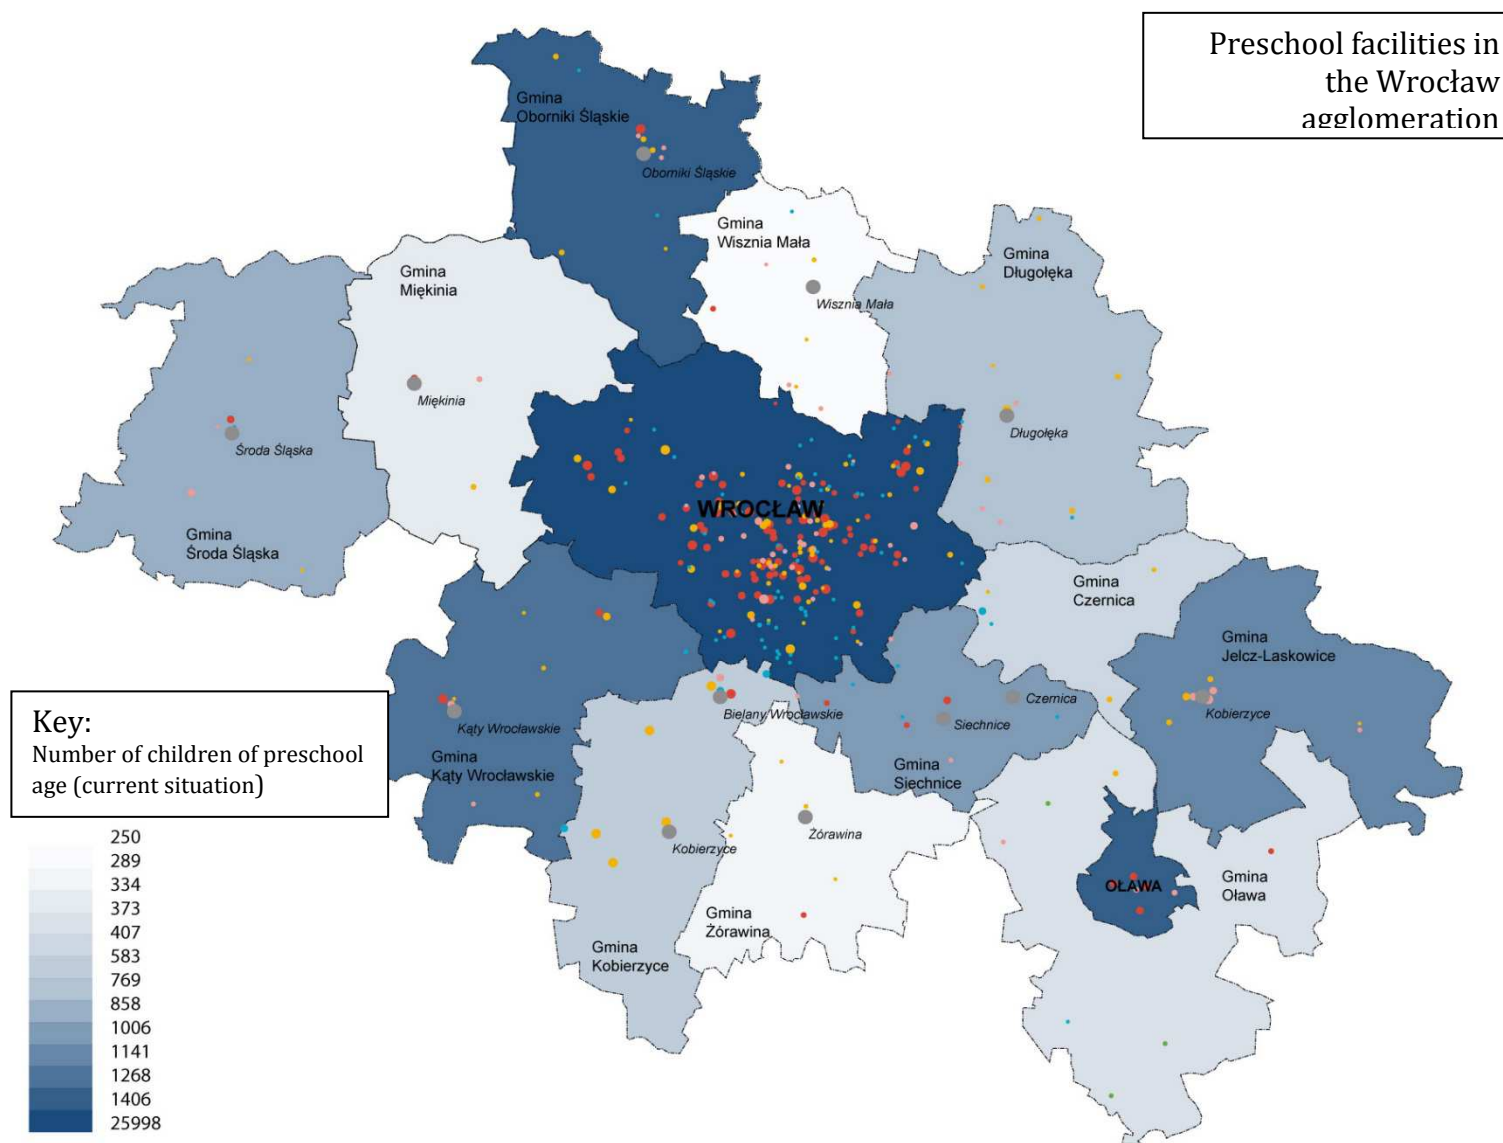 Preschool facilities in
the Wrocław
agglomeration
Gmina
Oborniki Śląskie
Oborniki Śląskie
Gmina
Wisznia Mała
Wisznia Mała
Gmina
Długołęka
Długołęka
Gmina
Miękinia
Miękinia
Środa Śląska
Gmina
Środa Śląska
WROCŁAW
Gmina
Czernica
Gmina
Jelcz-Laskowice
Kobierzyce
Czernica
Siechnice
Gmina
Siechnice
Bielany Wrocławskie
Kąty Wrocławskie
Gmina
Kąty Wrocławskie
Kobierzyce
Gmina
Kobierzyce
Żórawina
Gmina
Żórawina
OŁAWA
Gmina
Oława
Key:
Number of children of preschool
age (current situation)
250
289
334
373
407
583
769
858
1006
1141
1268
1406
25998